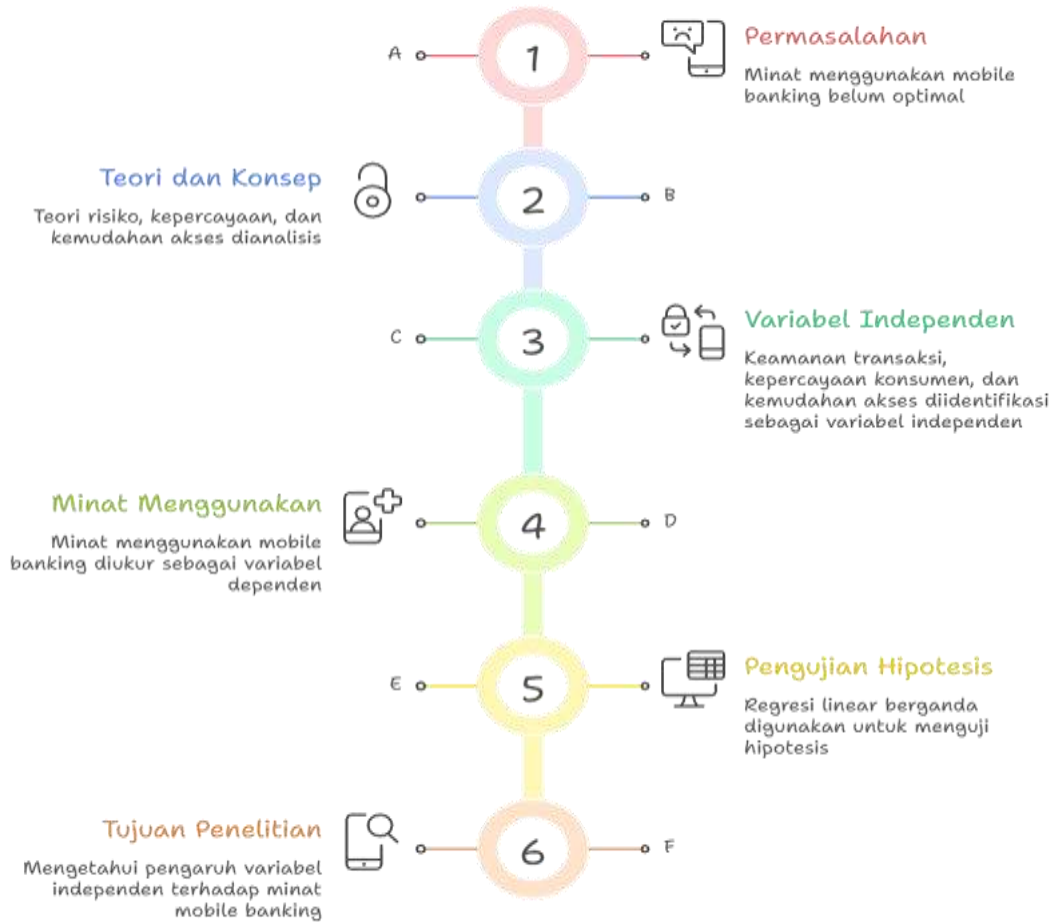 A
1
Permasalahan
Minat menggunakan mobile
banking belum optimal
Teori dan Konsep
Teori risiko, kepercayaan, dan
kemudahan akses dianalisis
2
B
C
3
Variabel Independen
Keamanan transaksi,
kepercayaan konsumen, dan
kemudahan akses diidentifikasi
sebagai variabel independen
Minat Menggunakan
Minat menggunakan mobile
banking diukur sebagai variabel
dependen
4
D
E
5
Pengujian Hipotesis
Regresi linear berganda
digunakan untuk menguji
hipotesis
Tujuan Penelitian
Mengetahui pengaruh variabel
independen terhadap minat
mobile banking
6
F